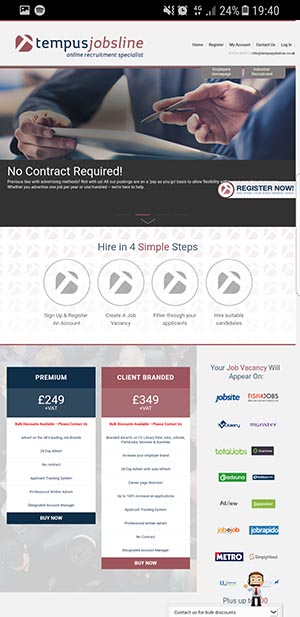 24% 19:40
tempusjobsline
online recruitment specialist
Home Register My Account Contact Us Log In
info@tempusjobsline.co.uk
Employers Homepage
Industrial Recruitment
No Contract Required!
Previous ties with advertising methods? Not with us! All our postings are on a 'pay as you go' basis to allow flexibility
Whether you advertise one job per year or one hundred – we're here to help.
REGISTER NOW!
Hire in 4 Simple Steps
Sign Up & Register
An Account
Create A Job
Vacancy
Filter through your
applicants
Hire suitable
candidates
PREMIUM
£249
+VAT
Bulk Discounts Available – Please Contact Us
Advert on the UK's leading Job Boards
28 Day Advert
No contract
Applicant Tracking System
Professional Written Advert
Designated Account Manager
BUY NOW
CLIENT BRANDED
£349
+VAT
Bulk Discounts Available – Please Contact Us
Branded Adverts on CV Library, Total Jobs, Jobsite,
Fish4Jobs, Monster & Gumtree
Increase your employer brand
28 Day Advert with auto refresh
Career page inversion
Up to 100% increase on applications
Applicant Tracking System
Professional written advert
No Contract
Designated Account Manager
BUY NOW
Your Job Vacancy Will
Appear On:
jobsite
FISH4JOBS
cvlibrary
monster
totaljobs
adzuna
Adview
jobojob
jobrapido
METRO
SimplyHired
Plus up to
Contact us for bulk discounts